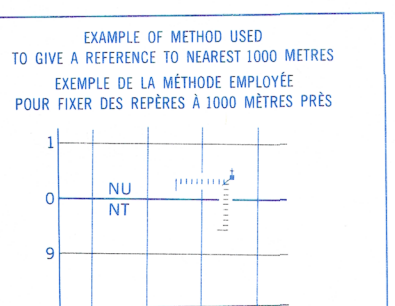 EXAMPLE OF METHOD USED
TO GIVE A REFERENCE TO NEAREST 1000 METRES
EXEMPLE DE LA MÉTHODE EMPLOYÉE
POUR FIXER DES REPÈRES À 1000 MÈTRES PRÈS
1
NU
0
NT
9